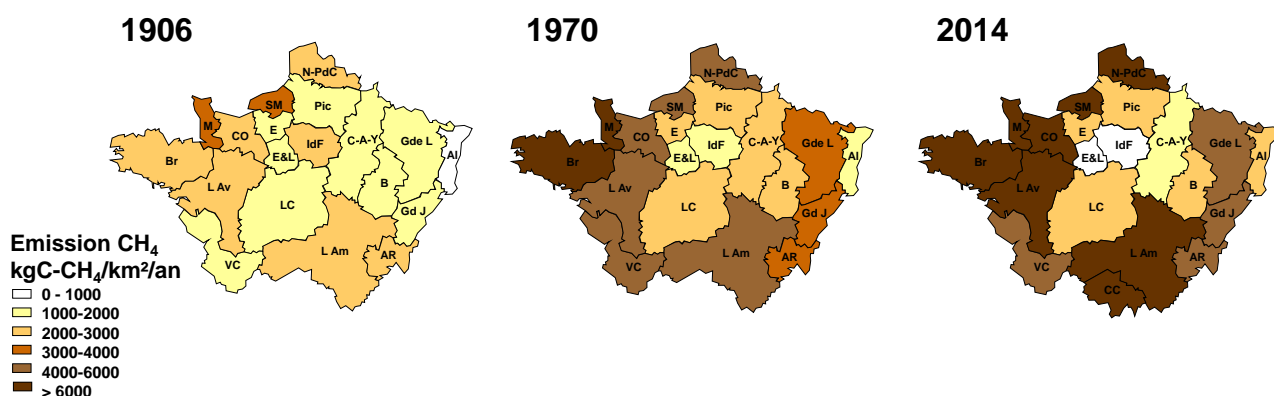 1906
N-PdC
SM
Pic
M
CO
E
IdF
C-A-Y
Gde L
Al
Br
E&L
L Av
B
LC
Gd J
L Am
AR
VC
1970
N-PdC
SM
Pic
M
CO
E
IdF
C-A-Y
Gde L
Al
Br
E&L
L Av
B
LC
Gd J
L Am
AR
VC
2014
N-PdC
SM
Pic
M
CO
E
IdF
C-A-Y
Gde L
Al
Br
E&L
L Av
B
LC
Gd J
L Am
AR
VC
CC
Emission CH₄
kgC-CH₄/km²/an
0 - 1000
1000-2000
2000-3000
3000-4000
4000-6000
> 6000